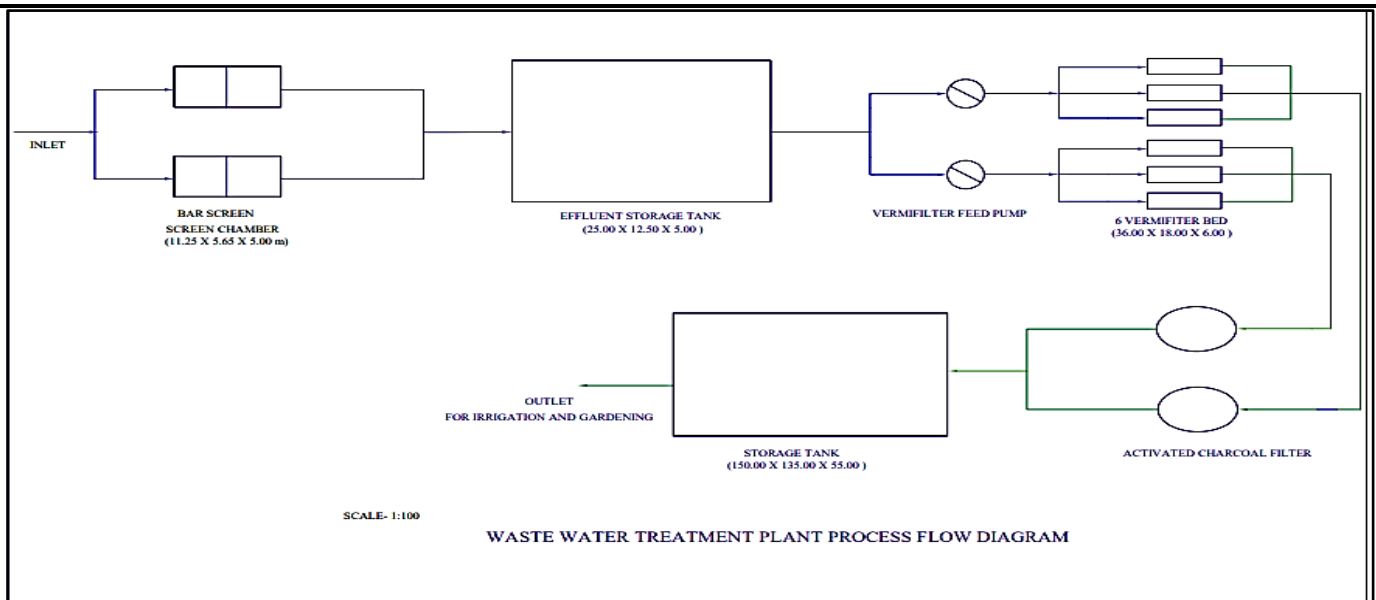 INLET
BAR SCREEN
SCREEN CHAMBER
(11.25 X 5.65 X 5.00 m)
EFFLUENT STORAGE TANK
(25.00 X 12.50 X 5.00 )
VERMIFILTER FEED PUMP
6 VERMIFITER BED
(36.00 X 18.00 X 6.00 )
OUTLET
FOR IRRIGATION AND GARDENING
STORAGE TANK
(150.00 X 135.00 X 55.00 )
ACTIVATED CHARCOAL FILTER
SCALE- 1:100
WASTE WATER TREATMENT PLANT PROCESS FLOW DIAGRAM